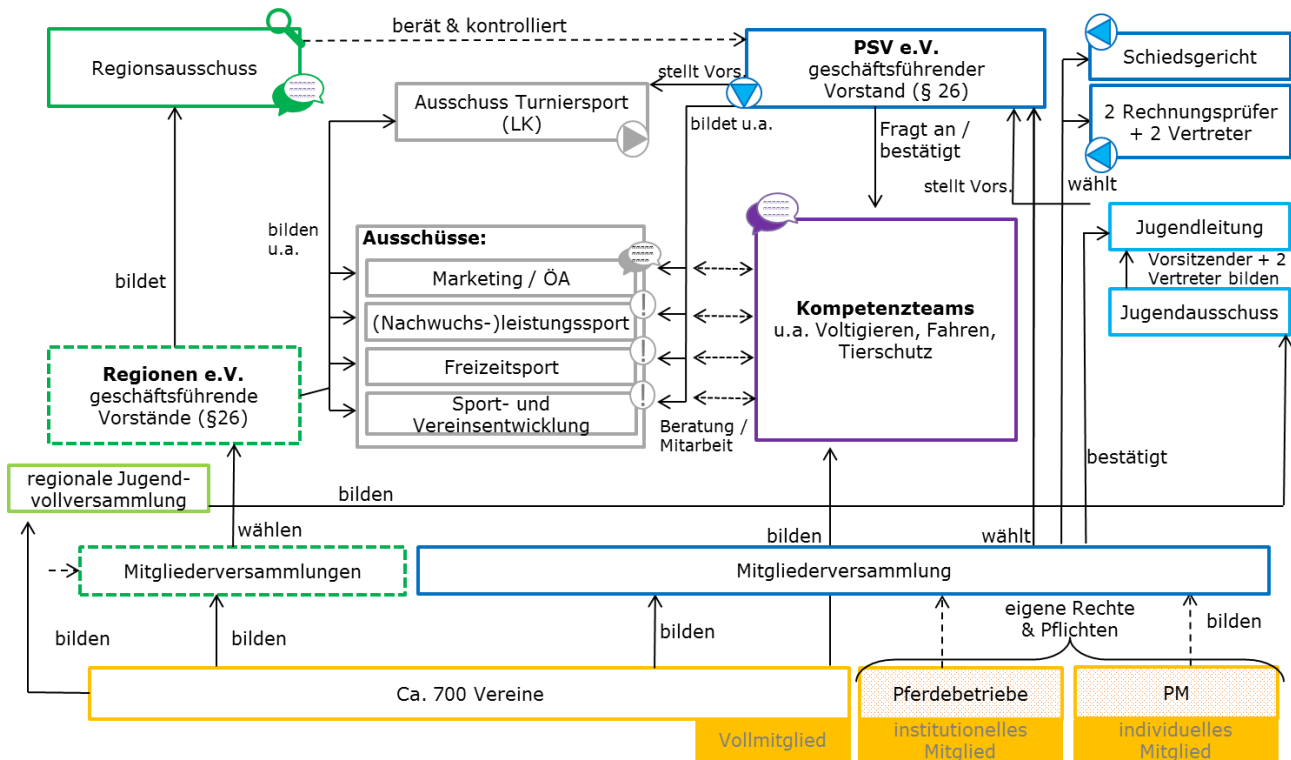 berät & kontrolliert
Regionsausschuss
PSV e.V.
geschäftsführender
Vorstand (§ 26)
Schiedsgericht
stellt Vors.
Ausschuss Turniersport
(LK)
bildet u.a.
Fragt an /
bestätigt
2 Rechnungsprüfer
+ 2 Vertreter
stellt Vors.
wählt
bilden
u.a.
Ausschüsse:
Marketing / ÖA
(Nachwuchs-)leistungssport
Freizeitsport
Sport- und
Vereinsentwicklung
Kompetenzteams
u.a. Voltigieren, Fahren,
Tierschutz
Jugendleitung
Vorsitzender + 2
Vertreter bilden
Jugendausschuss
bildet
Regionen e.V.
geschäftsführende
Vorstände (§26)
Beratung /
Mitarbeit
bestätigt
regionale Jugend-
vollversammlung
bilden
wählen
bilden
wählt
Mitgliederversammlungen
Mitgliederversammlung
bilden
bilden
bilden
eigene Rechte
& Pflichten
bilden
Ca. 700 Vereine
Pferdebetriebe
PM
Vollmitglied
institutionelles
Mitglied
individuelles
Mitglied